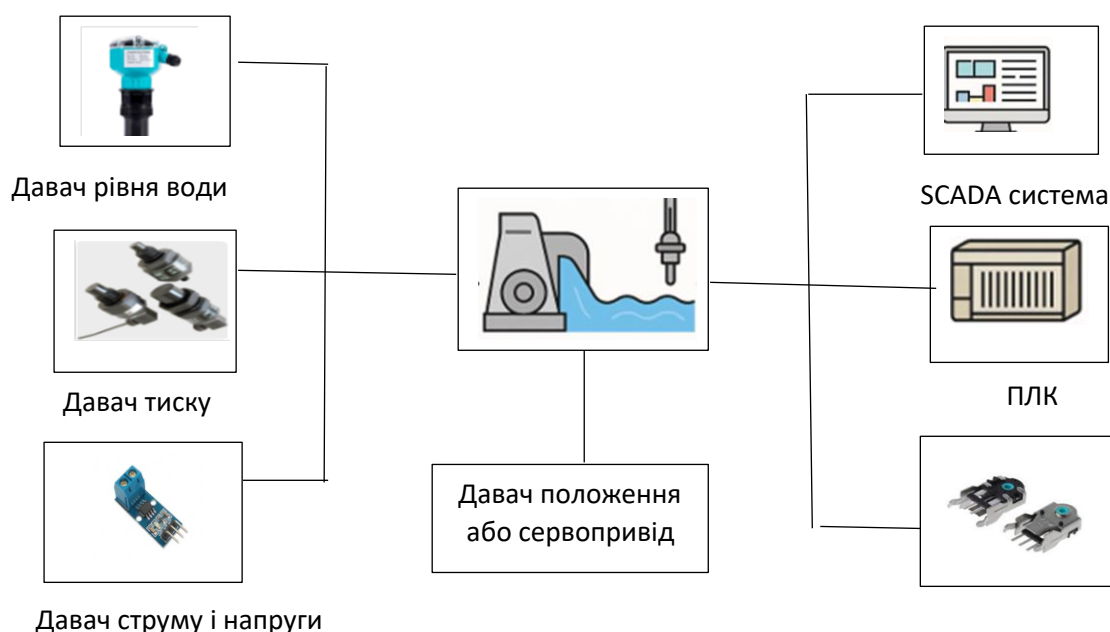 Давач рівня води
SCADA система
Давач тиску
ПЛК
Давач положення
або сервопривід
Давач струму і напруги